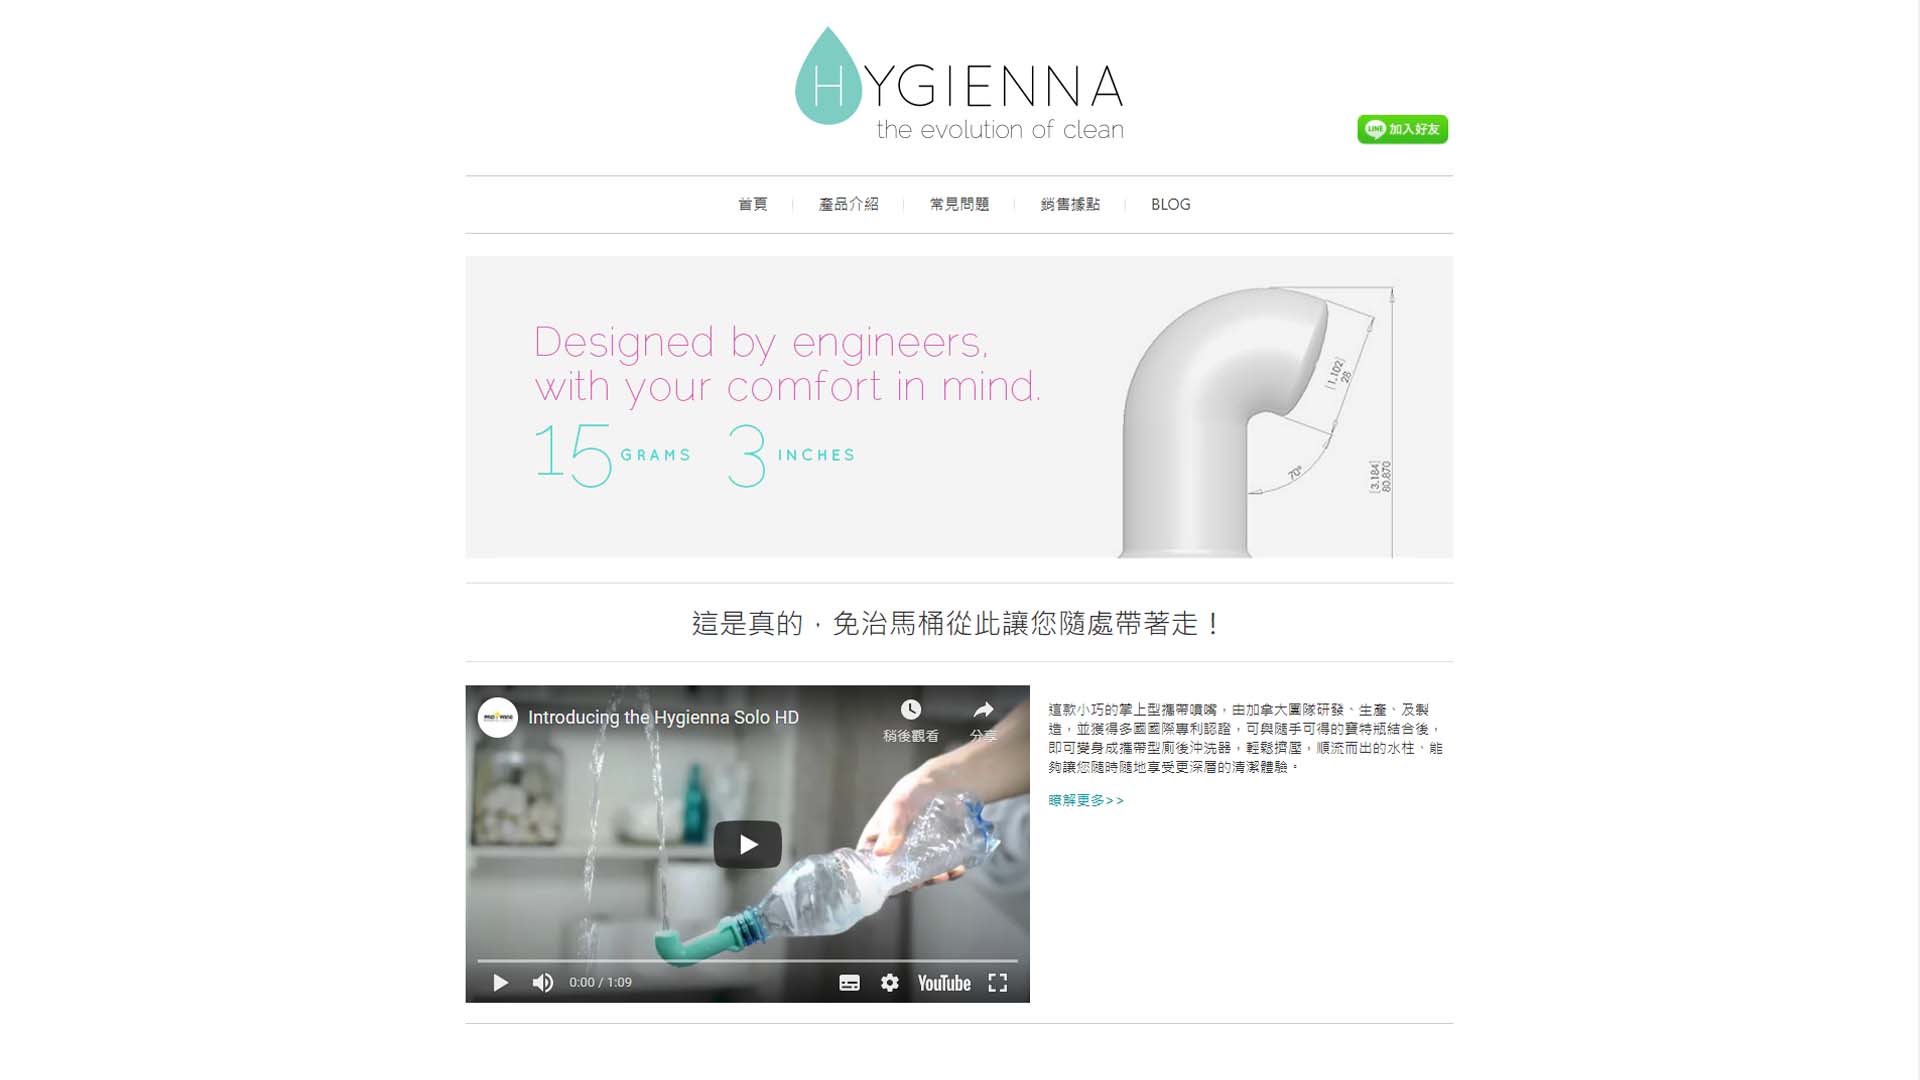 HYGIENNA
the evolution of clean
LINE 加入好友
首頁
產品介紹
常見問題
銷售據點
BLOG
Designed by engineers,
with your comfort in mind.
15 GRAMS 3 INCHES
[1.102]
28
70°
[3.184]
80.870
這是真的，免治馬桶從此讓您隨處帶著走！
Introducing the Hygienna Solo HD
稍後觀看
分享
0:00 / 1:09
YouTube
這款小巧的掌上型攜帶噴嘴，由加拿大團隊研發、生產、及製
造，並獲得多國國際專利認證，可與隨手可得的寶特瓶結合後，
即可變身成攜帶型廁後沖洗器，輕鬆擠壓，順流而出的水柱、能
夠讓您隨時隨地享受更深層的清潔體驗。
瞭解更多>>